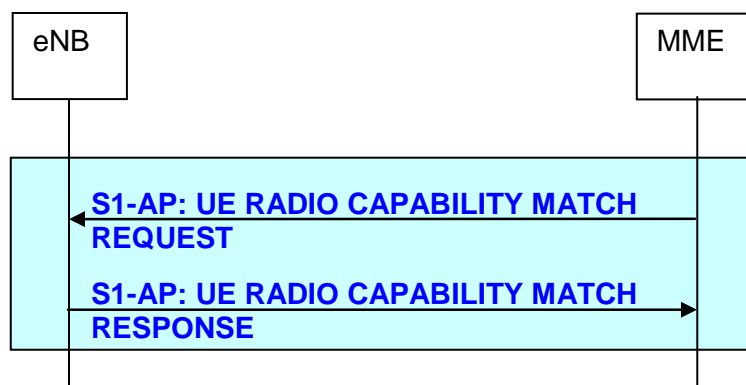 eNB
MME
S1-AP: UE RADIO CAPABILITY MATCH
REQUEST
S1-AP: UE RADIO CAPABILITY MATCH
RESPONSE